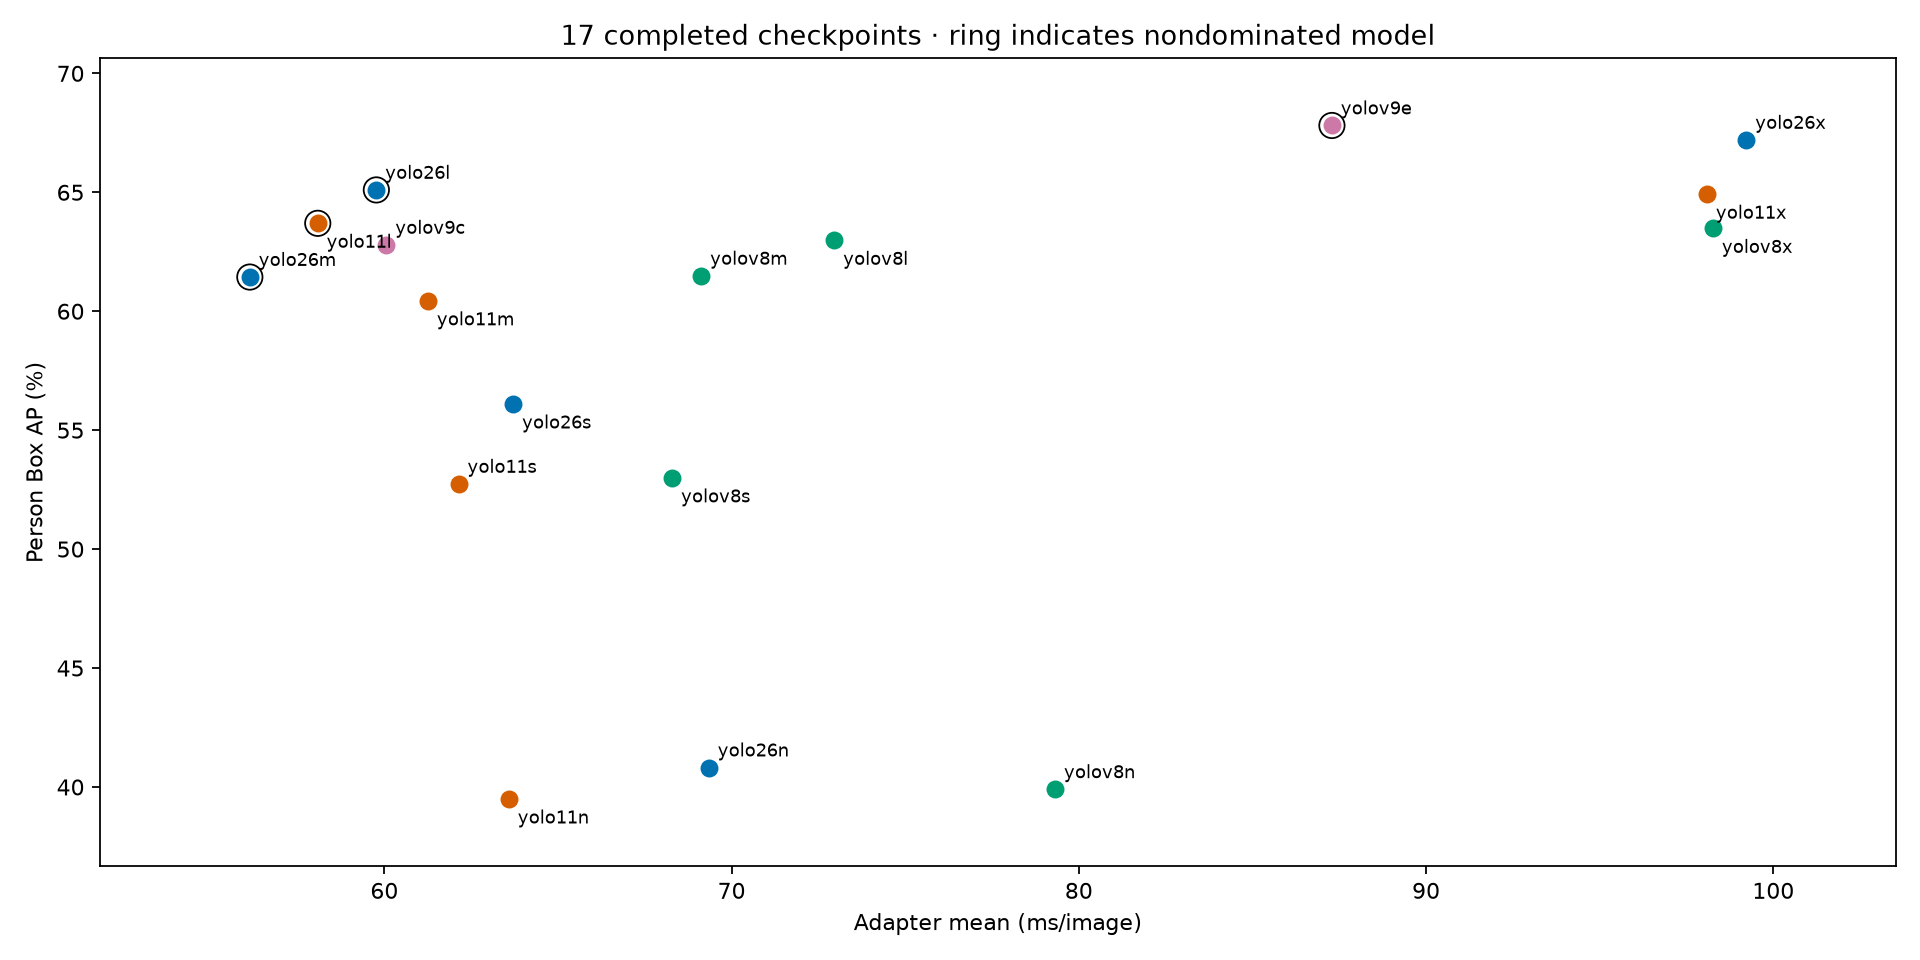 17 completed checkpoints · ring indicates nondominated model
Person Box AP (%)
70
65
60
55
50
45
40
yolov9e
yolo26x
yolo26l
yolo11x
yolov9c
yolo11l
yolov8x
yolo26m
yolov8m
yolov8l
yolo11m
yolo26s
yolo11s
yolov8s
yolo26n
yolov8n
yolo11n
60
70
80
90
100
Adapter mean (ms/image)